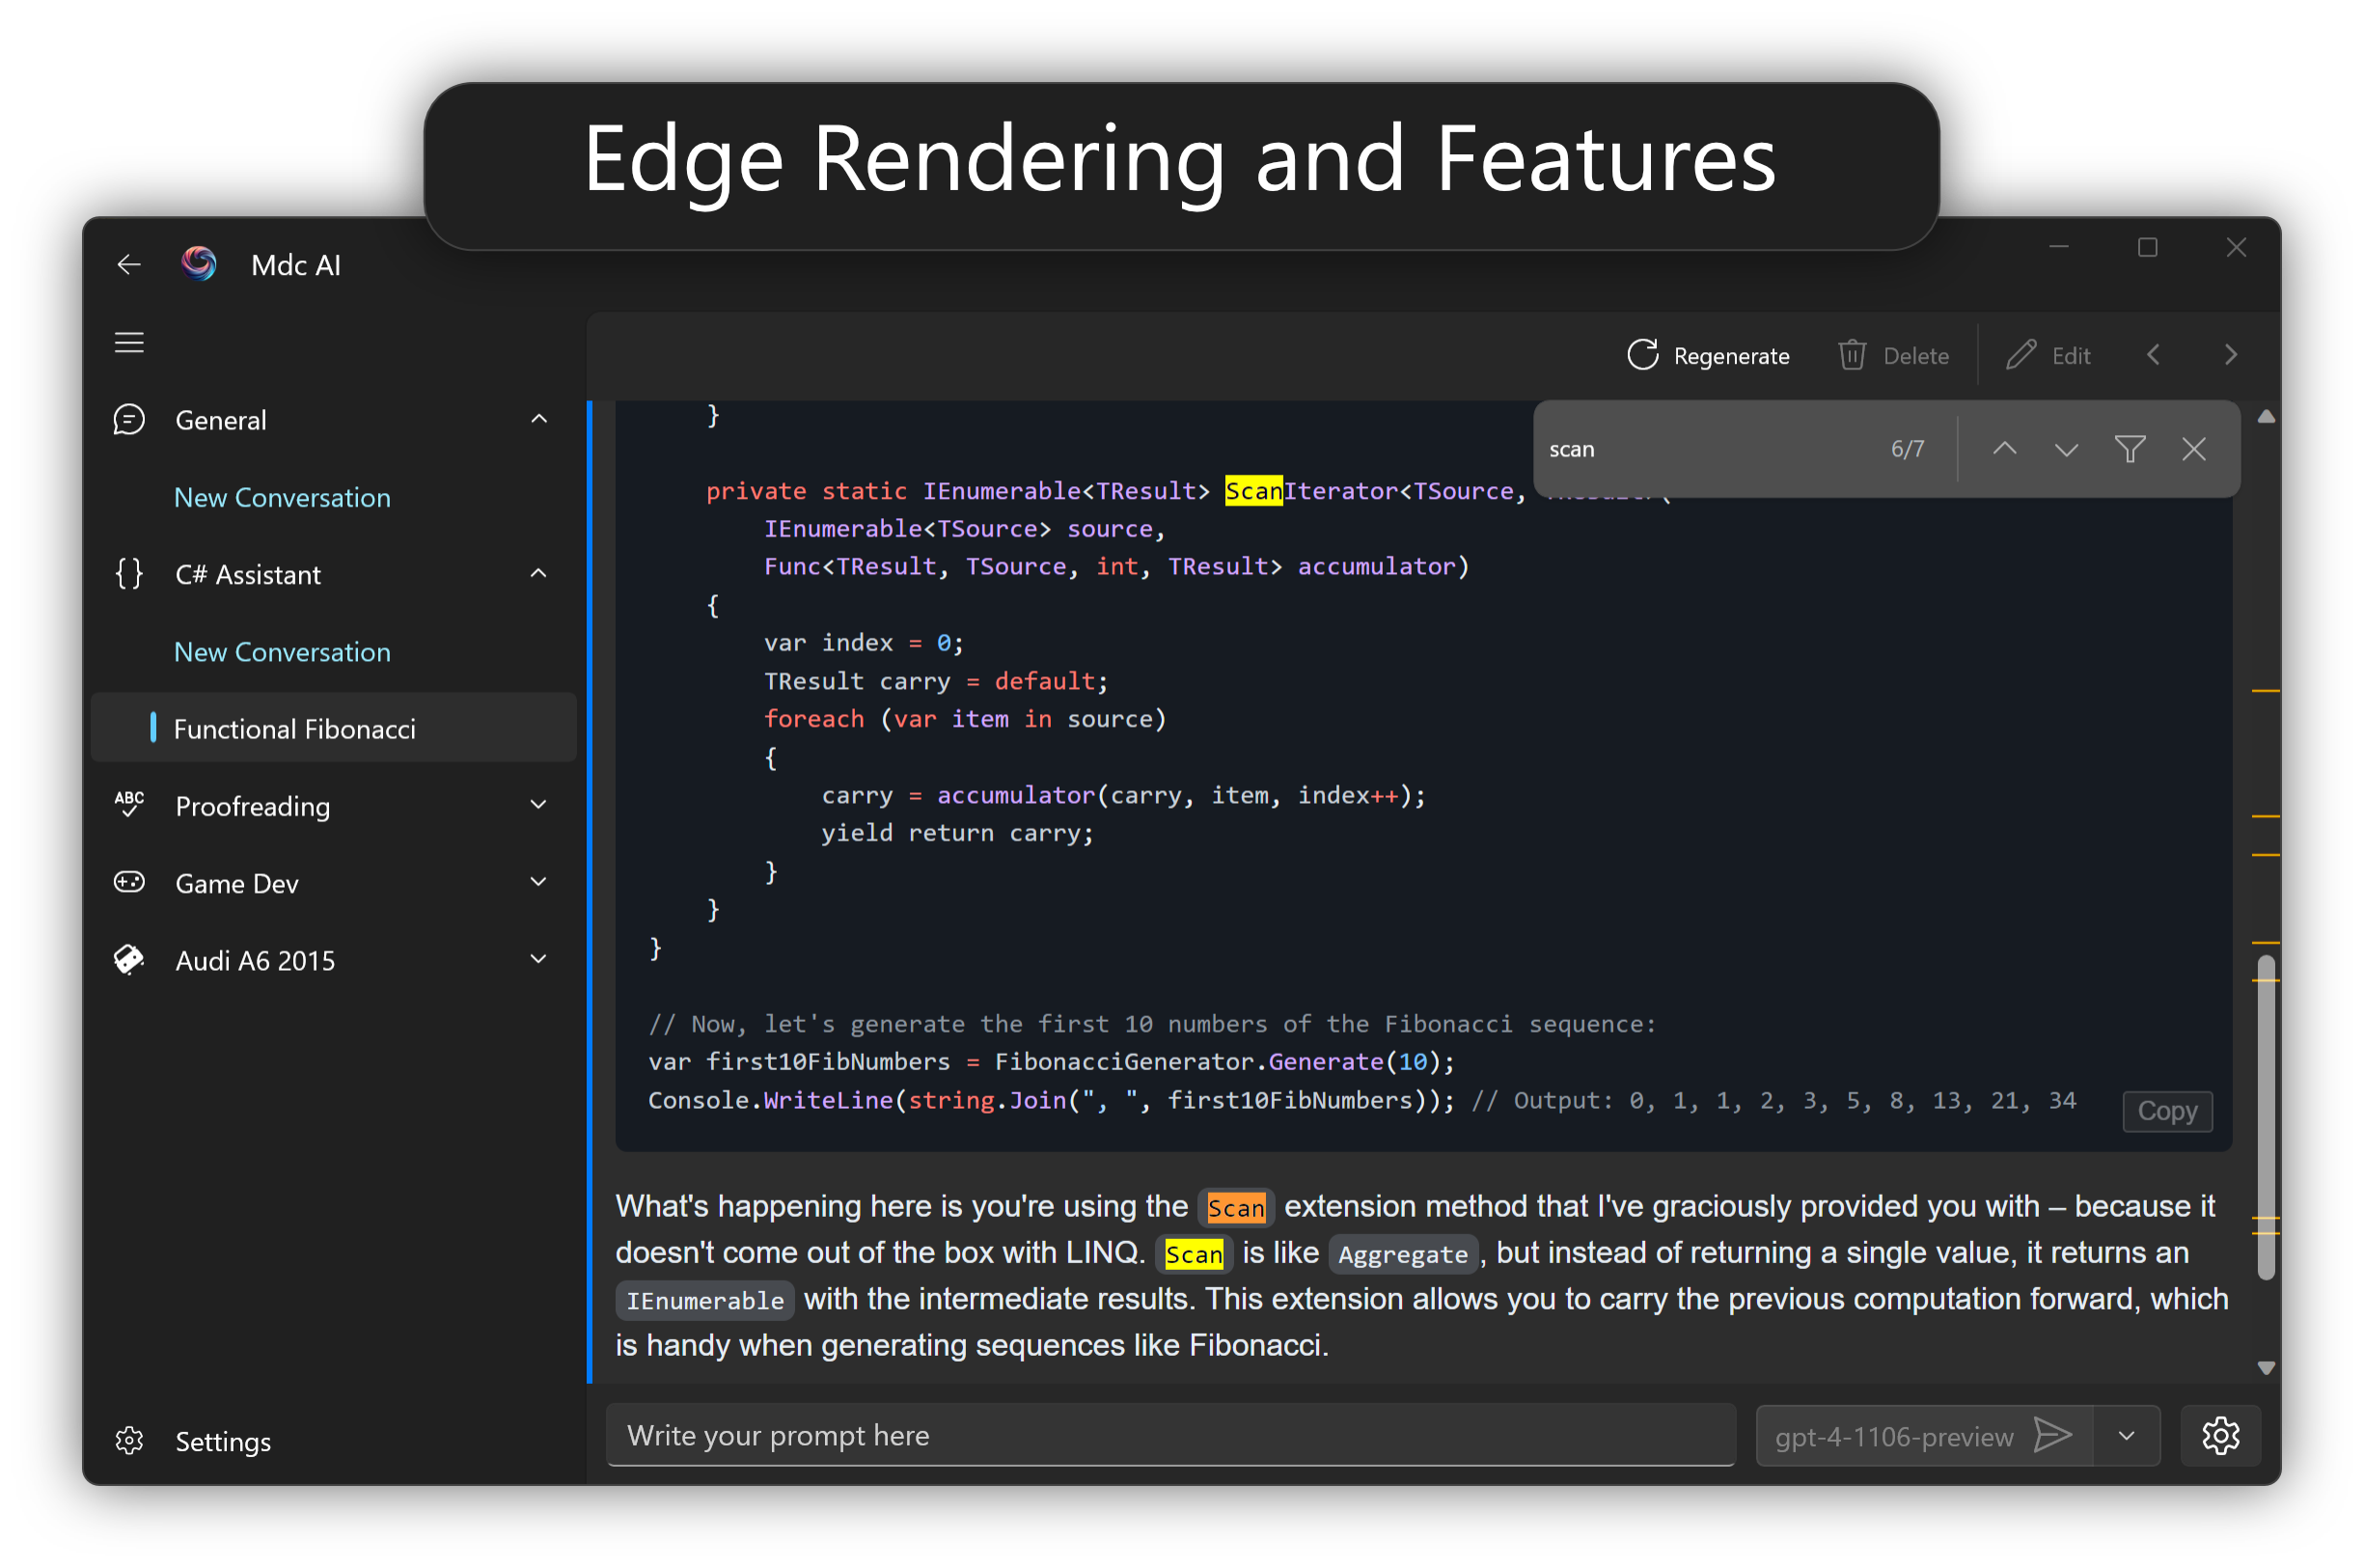 Edge Rendering and Features
Mdc AI
Regenerate
Delete
Edit
General
New Conversation
C# Assistant
New Conversation
Functional Fibonacci
ABC
Proofreading
Game Dev
Audi A6 2015
Settings
scan
6/7
}
private static IEnumerable<TResult> ScanIterator<TSource,
IEnumerable<TSource> source,
Func<TResult, TSource, int, TResult> accumulator)
{
var index = 0;
TResult carry = default;
foreach (var item in source)
{
carry = accumulator(carry, item, index++);
yield return carry;
}
}
}
// Now, let's generate the first 10 numbers of the Fibonacci sequence:
var first10FibNumbers = FibonacciGenerator.Generate(10);
Console.WriteLine(string.Join(", ", first10FibNumbers)); // Output: 0, 1, 1, 2, 3, 5, 8, 13, 21, 34
Copy
What's happening here is you're using the Scan extension method that I've graciously provided you with – because it
doesn't come out of the box with LINQ. Scan is like Aggregate, but instead of returning a single value, it returns an
IEnumerable with the intermediate results. This extension allows you to carry the previous computation forward, which
is handy when generating sequences like Fibonacci.
Write your prompt here
gpt-4-1106-preview